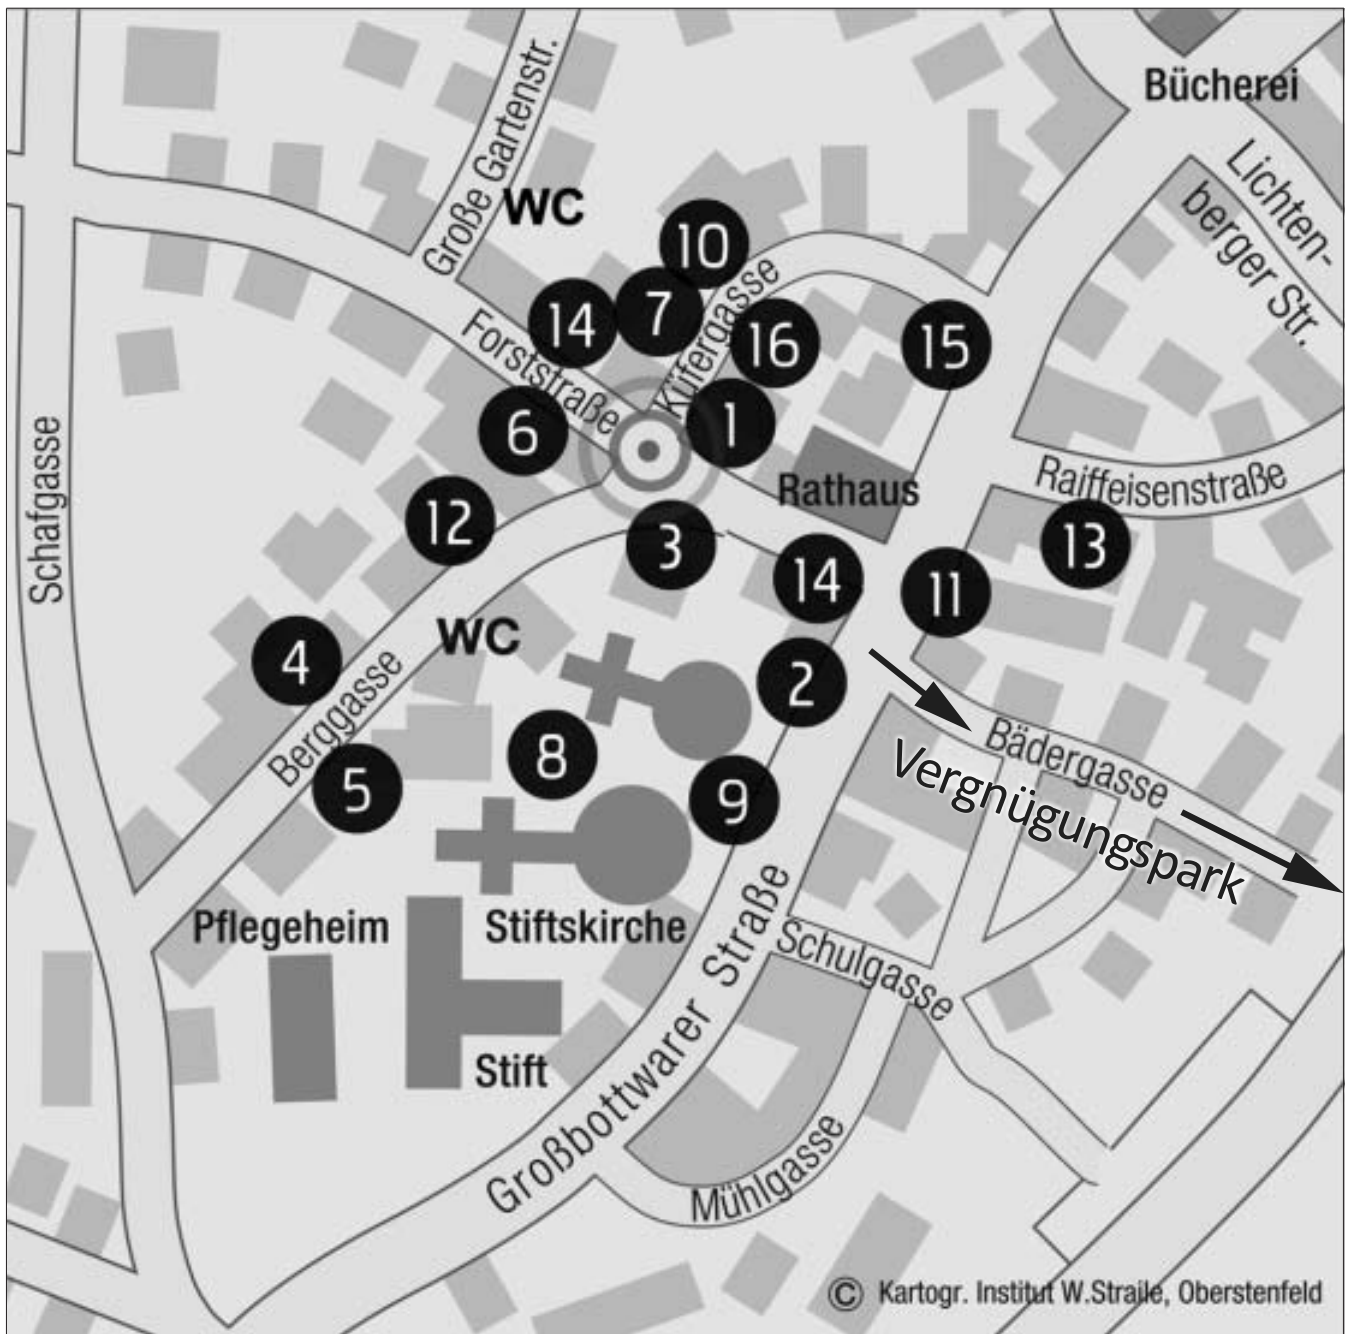 Bücherei
Große Gartenstr.
Lichten-
berger Str.
WC
10
7
14
Küfergasse
16
15
Forststraße
6
1
Rathaus
Raiffeisenstraße
Schafgasse
12
3
13
14
11
WC
4
2
Berggasse
Bädergasse
Vergnügungspark
8
5
9
Pflegeheim
Stiftskirche
Großbottwarer Straße
Schulgasse
Stift
Mühlgasse
© Kartogr. Institut W.Straile, Oberstenfeld